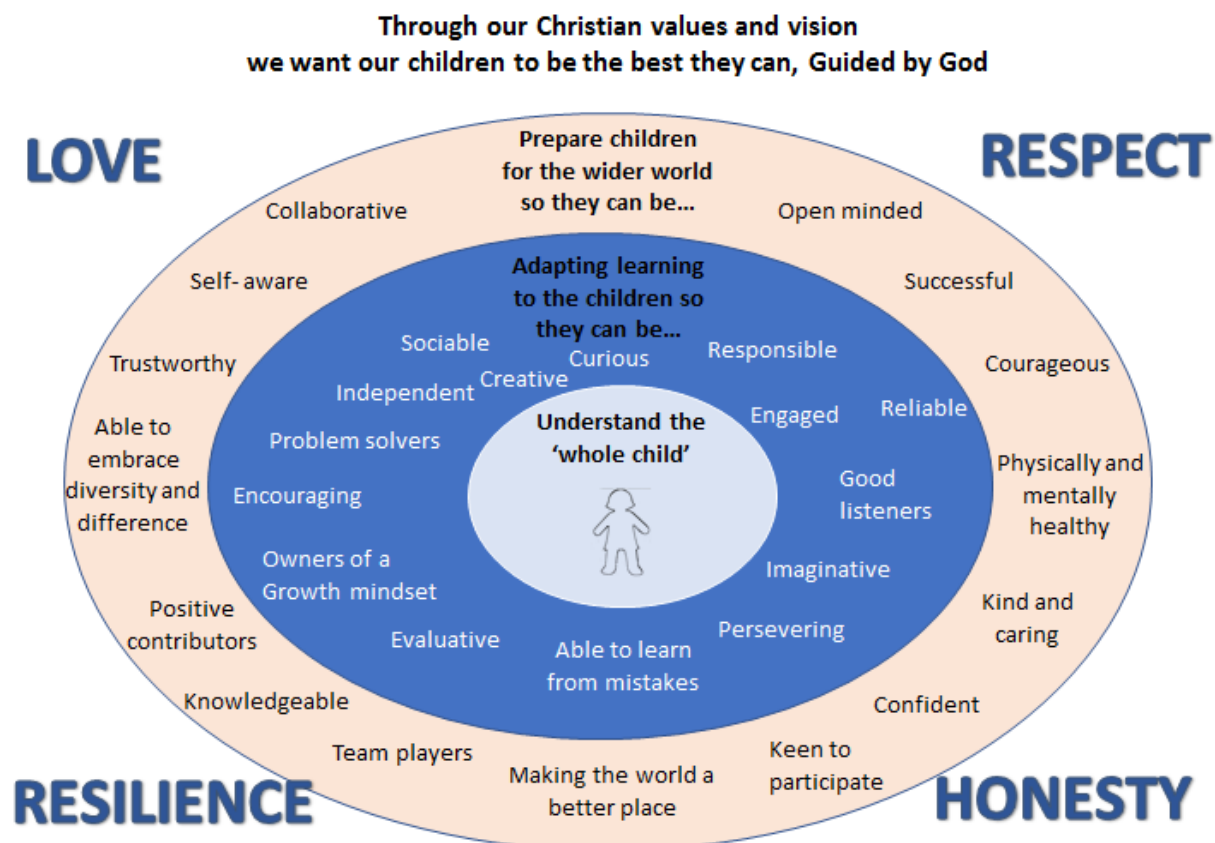 Through our Christian values and vision
we want our children to be the best they can, Guided by God
LOVE
RESPECT
Prepare children
for the wider world
so they can be...
Collaborative
Open minded
Self- aware
Successful
Trustworthy
Courageous
Able to
embrace
diversity and
difference
Physically and
mentally
healthy
Positive
contributors
Kind and
caring
Knowledgeable
Confident
Team players
Keen to
participate
Making the world a
better place
Adapting learning
to the children so
they can be...
Sociable
Curious
Responsible
Independent
Creative
Engaged
Reliable
Problem solvers
Encouraging
Good
listeners
Owners of a
Growth mindset
Imaginative
Evaluative
Persevering
Able to learn
from mistakes
Understand the
‘whole child’
RESILIENCE
HONESTY